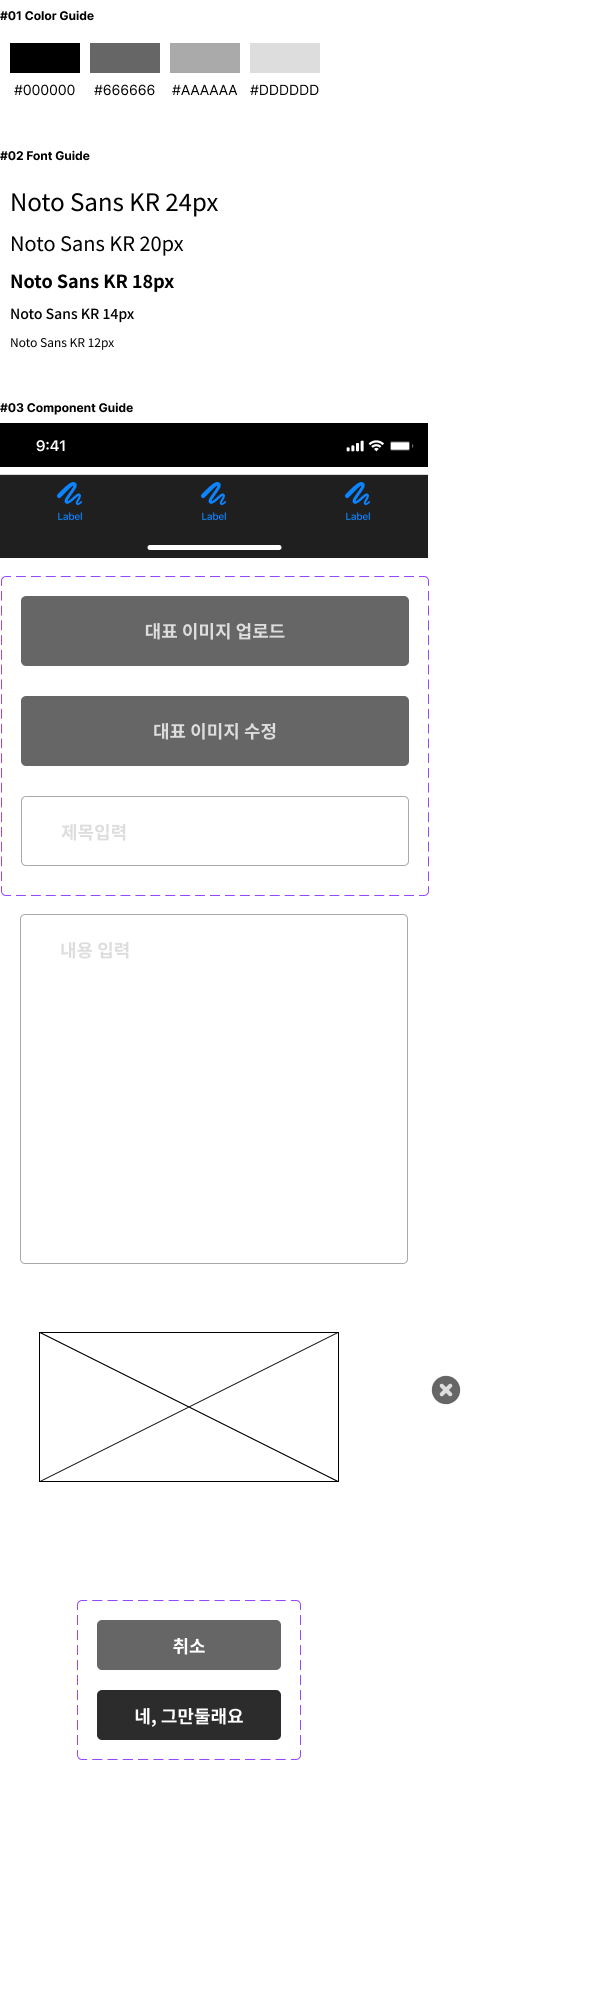 #01 Color Guide
#000000 #666666 #AAAAAA #DDDDDD
#02 Font Guide
Noto Sans KR 24px
Noto Sans KR 20px
Noto Sans KR 18px
Noto Sans KR 14px
Noto Sans KR 12px
#03 Component Guide
9:41
Label Label Label
대표 이미지 업로드
대표 이미지 수정
제목입력
내용 입력
취소
네, 그만둘래요